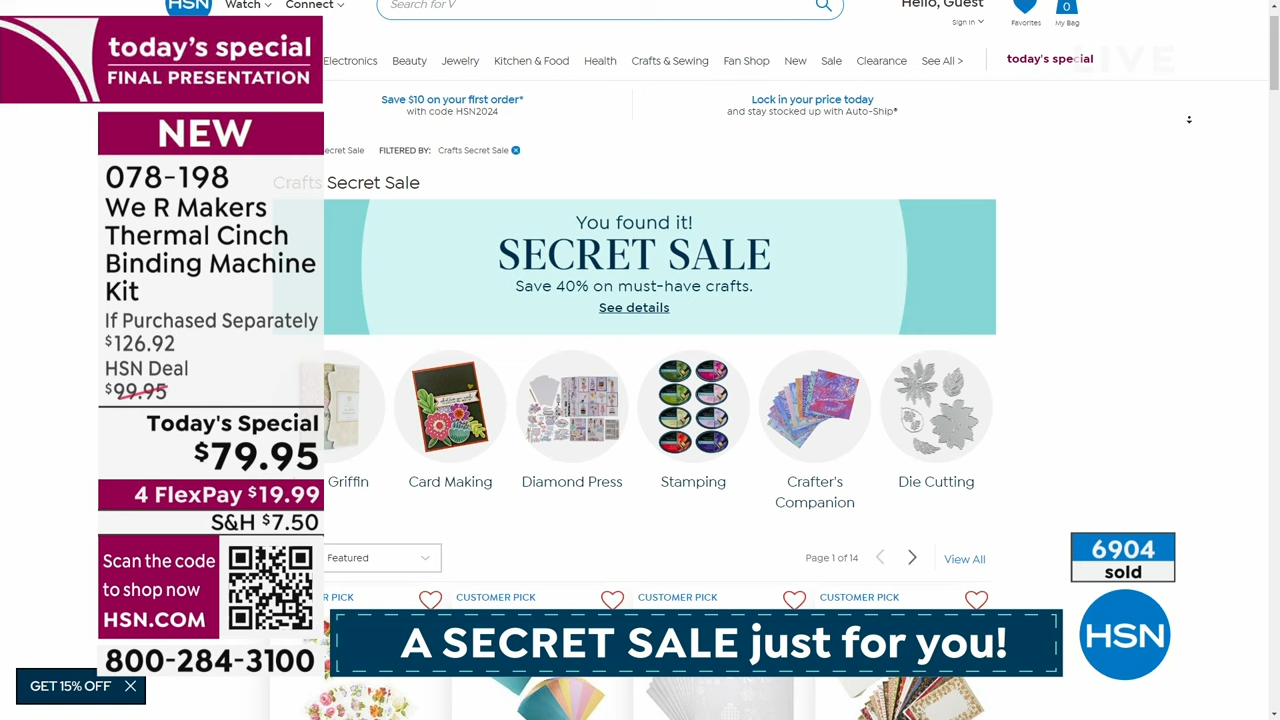 HSN
Watch
Connect
Search for V
Hello, Guest
Sign In
Favorites
0
My Bag
today's special
FINAL PRESENTATION
Electronics
Beauty
Jewelry
Kitchen & Food
Health
Crafts & Sewing
Fan Shop
New
Sale
Clearance
See All >
today's special
LIVE
Save $10 on your first order*
with code HSN2024
Lock in your price today
and stay stocked up with Auto-Ship®
NEW
078-198
We R Makers
Thermal Cinch
Binding Machine
Kit
If Purchased Separately
$126.92
HSN Deal
$99.95
Today's Special
$79.95
4 FlexPay $19.99
S&H $7.50
Scan the code
to shop now
HSN.COM
800-284-3100
GET 15% OFF
ecret Sale
FILTERED BY:
Crafts Secret Sale
Crafts Secret Sale
You found it!
SECRET SALE
Save 40% on must-have crafts.
See details
Griffin
Card Making
Diamond Press
Stamping
Crafter's
Companion
Die Cutting
Featured
Page 1 of 14
View All
R PICK
CUSTOMER PICK
CUSTOMER PICK
CUSTOMER PICK
A SECRET SALE just for you!
6904
sold
HSN